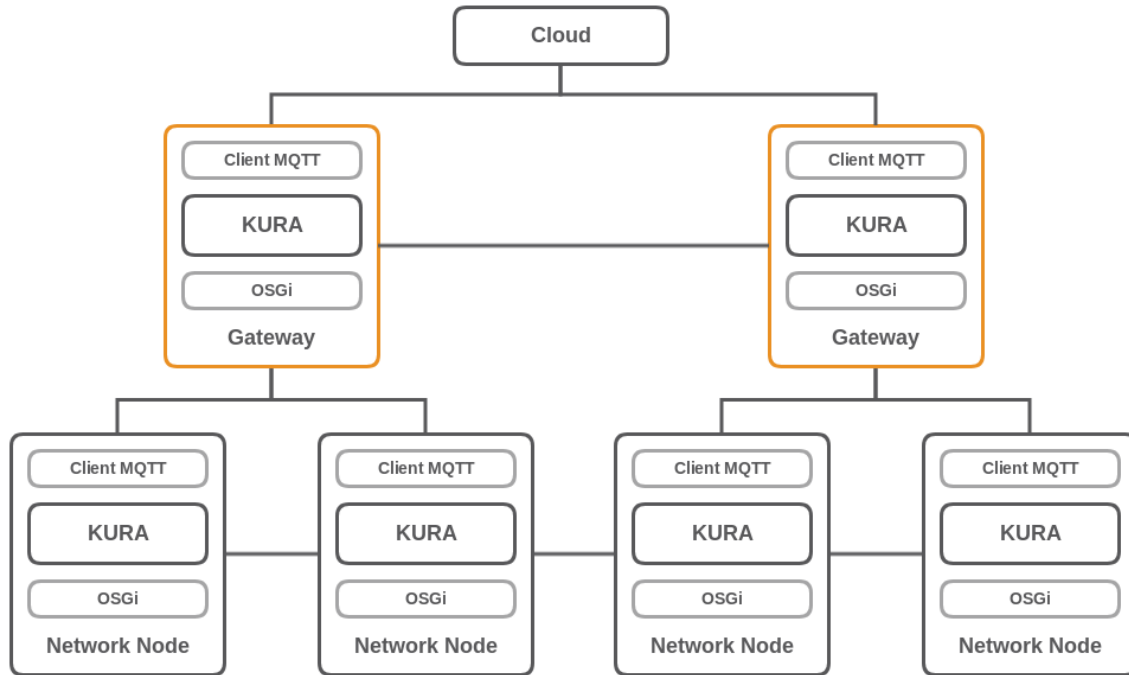 Cloud
Client MQTT
KURA
OSGi
Gateway
Client MQTT
KURA
OSGi
Gateway
Client MQTT
KURA
OSGi
Network Node
Client MQTT
KURA
OSGi
Network Node
Client MQTT
KURA
OSGi
Network Node
Client MQTT
KURA
OSGi
Network Node